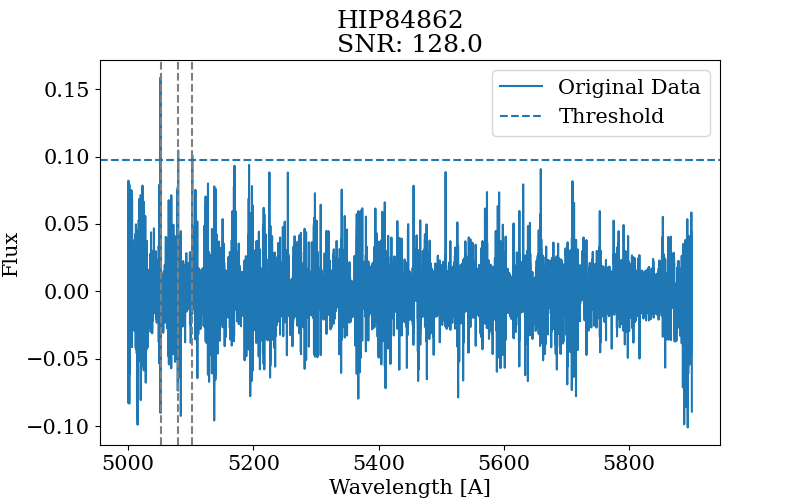 HIP84862
SNR: 128.0
Original Data
Threshold
0.15
0.10
0.05
0.00
−0.05
−0.10
Flux
5000 5200 5400 5600 5800
Wavelength [A]